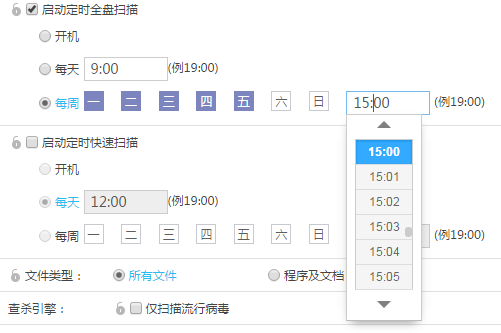 启动定时全盘扫描
开机
每天 9:00 (例19:00)
每周 一 二 三 四 五 六 日 15:00 (例19:00)
15:00
15:01
15:02
15:03
15:04
15:05
启动定时快速扫描
开机
每天 12:00 (例19:00)
每周 一 二 三 四 五 六 日 (例19:00)
文件类型： 所有文件 程序及文档
查杀引擎： 仅扫描流行病毒